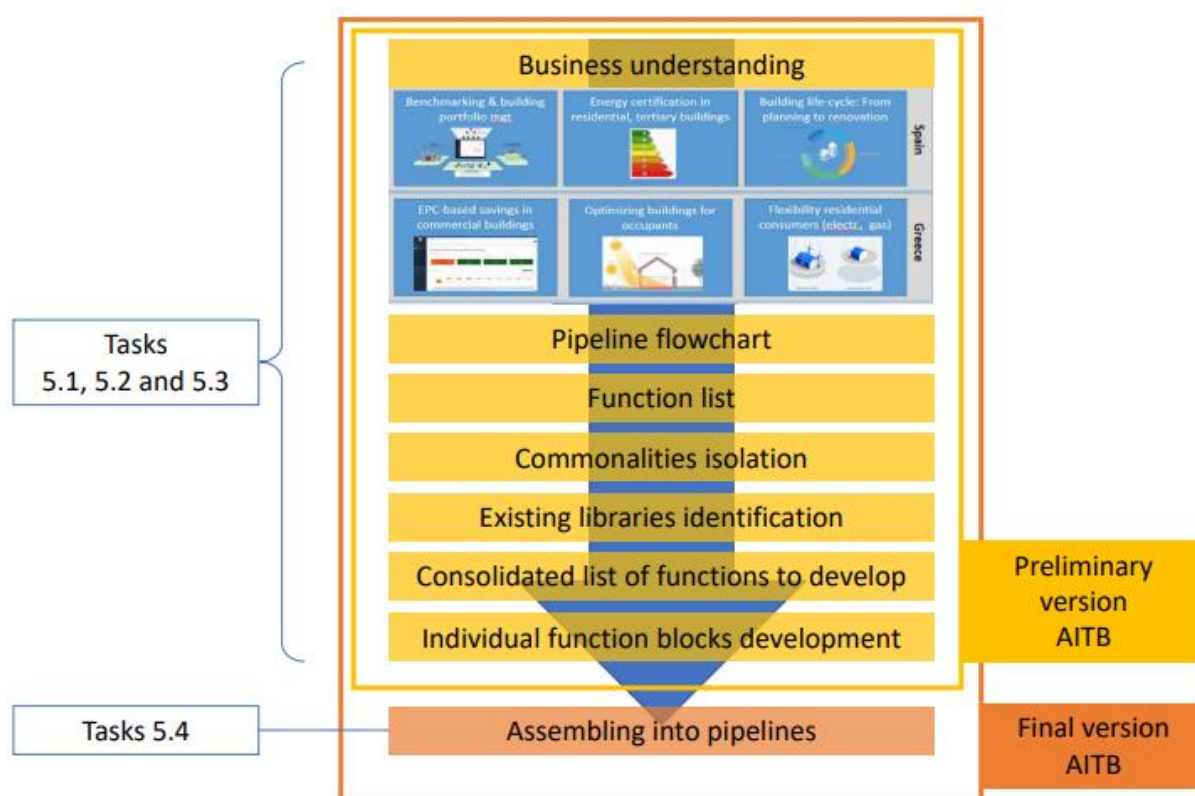 Business understanding
Benchmarking & building
portfolio mgt
Energy certification in
residential, tertiary buildings
Building life-cycle: From
planning to renovation
Spain
EPC-based savings in
commercial buildings
Optimizing buildings for
occupants
Flexibility residential
consumers (electr., gas)
Greece
Tasks
5.1, 5.2 and 5.3
Pipeline flowchart
Function list
Commonalities isolation
Existing libraries identification
Consolidated list of functions to develop
Individual function blocks development
Preliminary
version
AITB
Tasks 5.4
Assembling into pipelines
Final version
AITB